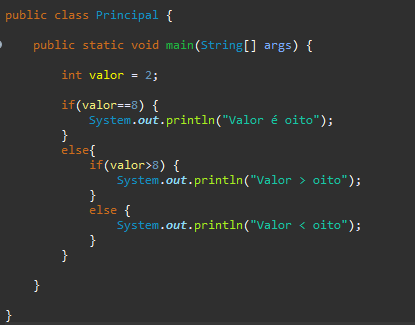 public class Principal {
public static void main(String[] args) {
int valor = 2;
if(valor==8) {
System.out.println("Valor é oito");
}
else{
if(valor>8) {
System.out.println("Valor > oito");
}
else {
System.out.println("Valor < oito");
}
}
}
}